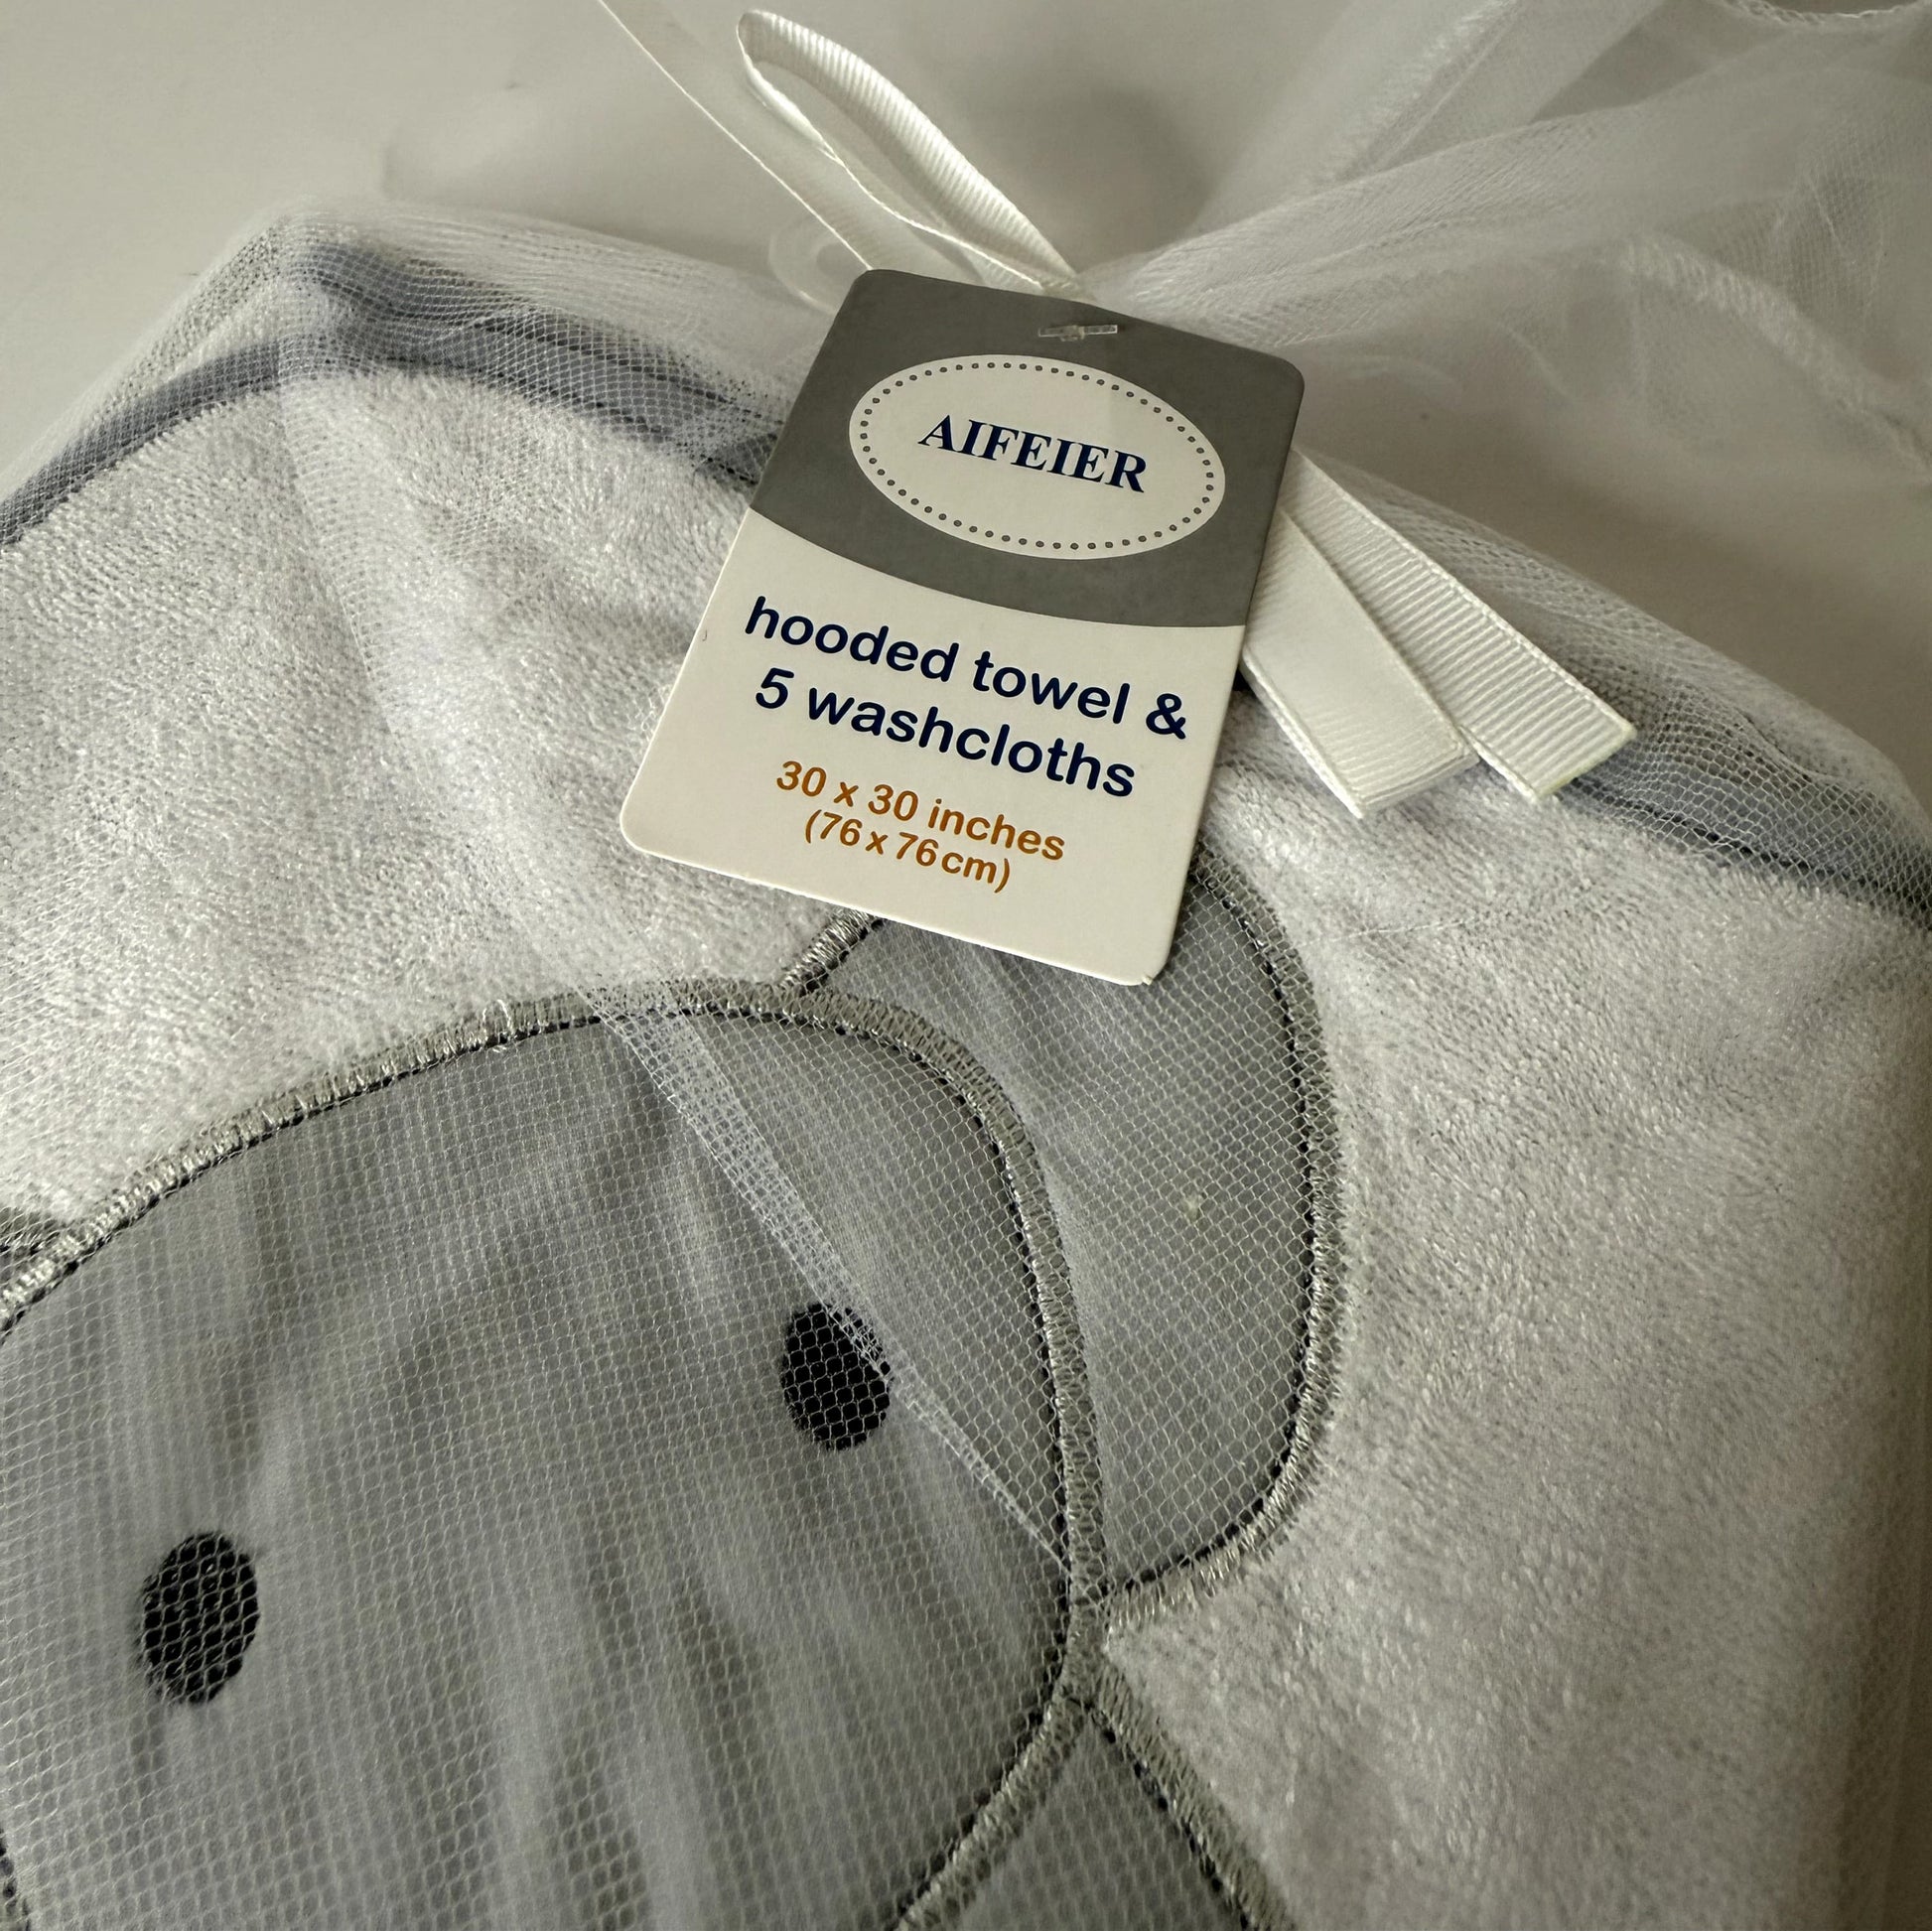 AIFEIER
hooded towel &
5 washcloths
30 x 30 inches
(76 x 76 cm)